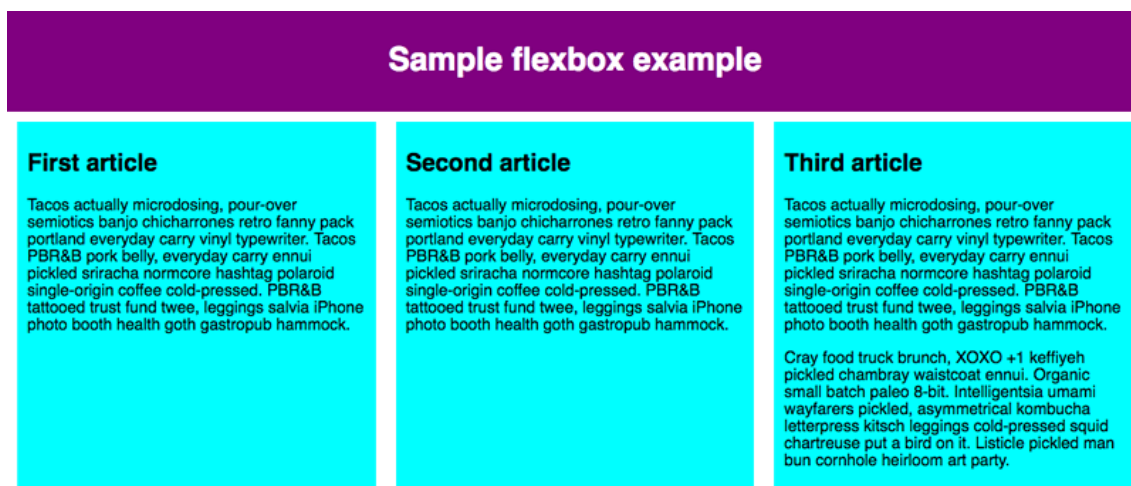 Sample flexbox example
First article
Tacos actually microdosing, pour-over
semiotics banjo chicharrones retro fanny pack
portland everyday carry vinyl typewriter. Tacos
PBR&B pork belly, everyday carry ennui
pickled sriracha normcore hashtag polaroid
single-origin coffee cold-pressed. PBR&B
tattooed trust fund twee, leggings salvia iPhone
photo booth health goth gastropub hammock.
Second article
Tacos actually microdosing, pour-over
semiotics banjo chicharrones retro fanny pack
portland everyday carry vinyl typewriter. Tacos
PBR&B pork belly, everyday carry ennui
pickled sriracha normcore hashtag polaroid
single-origin coffee cold-pressed. PBR&B
tattooed trust fund twee, leggings salvia iPhone
photo booth health goth gastropub hammock.
Third article
Tacos actually microdosing, pour-over
semiotics banjo chicharrones retro fanny pack
portland everyday carry vinyl typewriter. Tacos
PBR&B pork belly, everyday carry ennui
pickled sriracha normcore hashtag polaroid
single-origin coffee cold-pressed. PBR&B
tattooed trust fund twee, leggings salvia iPhone
photo booth health goth gastropub hammock.
Cray food truck brunch, XOXO +1 keffiyeh
pickled chambray waistcoat ennui. Organic
small batch paleo 8-bit. Intelligentsia umami
wayfarers pickled, asymmetrical kombucha
letterpress kitsch leggings cold-pressed squid
chartreuse put a bird on it. Listicle pickled man
bun cornhole heirloom art party.